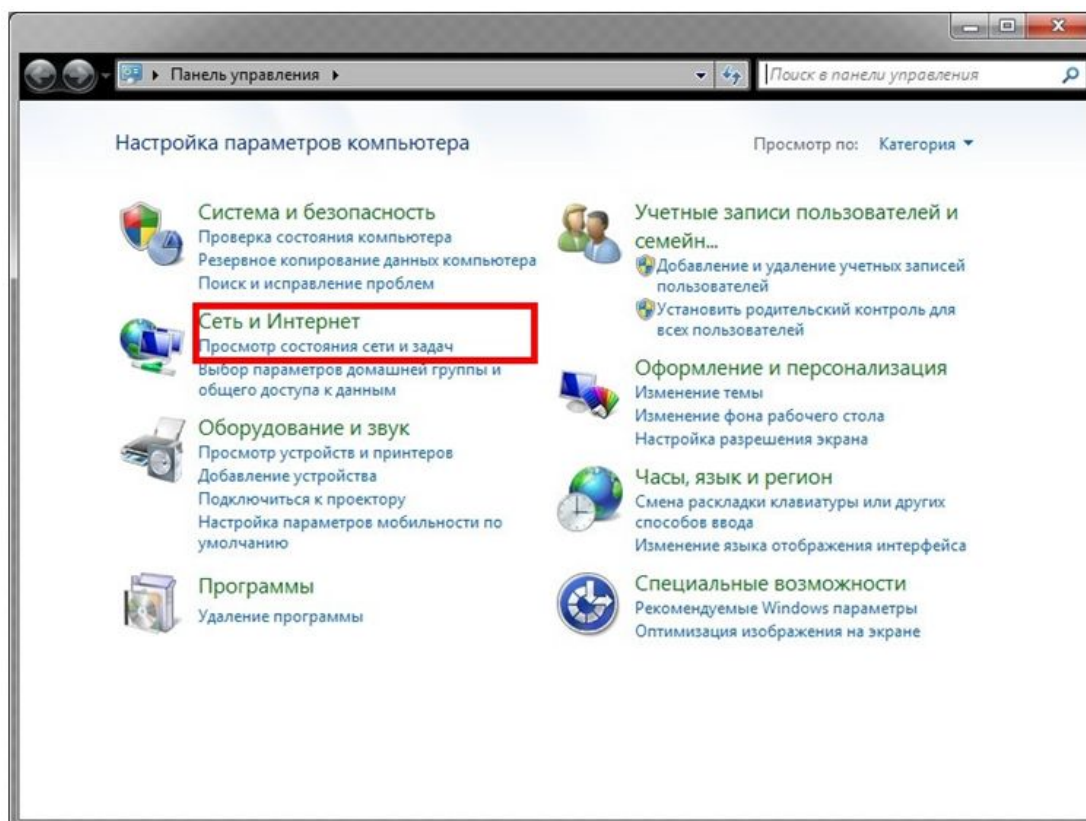 Панель управления
Поиск в панели управления
Настройка параметров компьютера
Просмотр по: Категория
Система и безопасность
Проверка состояния компьютера
Резервное копирование данных компьютера
Поиск и исправление проблем
Сеть и Интернет
Просмотр состояния сети и задач
Выбор параметров домашней группы и
общего доступа к данным
Оборудование и звук
Просмотр устройств и принтеров
Добавление устройства
Подключиться к проектору
Настройка параметров мобильности по
умолчанию
Программы
Удаление программы
Учетные записи пользователей и
семейн...
Добавление и удаление учетных записей
пользователей
Установить родительский контроль для
всех пользователей
Оформление и персонализация
Изменение темы
Изменение фона рабочего стола
Настройка разрешения экрана
Часы, язык и регион
Смена раскладки клавиатуры или других
способов ввода
Изменение языка отображения интерфейса
Специальные возможности
Рекомендуемые Windows параметры
Оптимизация изображения на экране